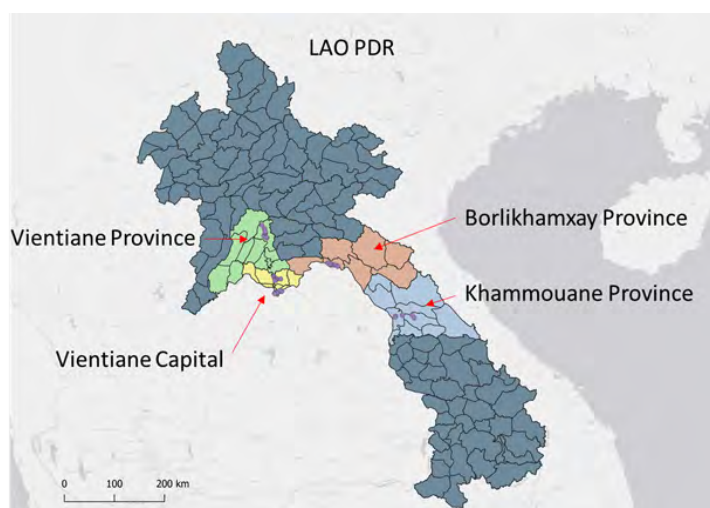 LAO PDR
Borlikhamxay Province
Vientiane Province
Khammouane Province
Vientiane Capital
0 100 200 km